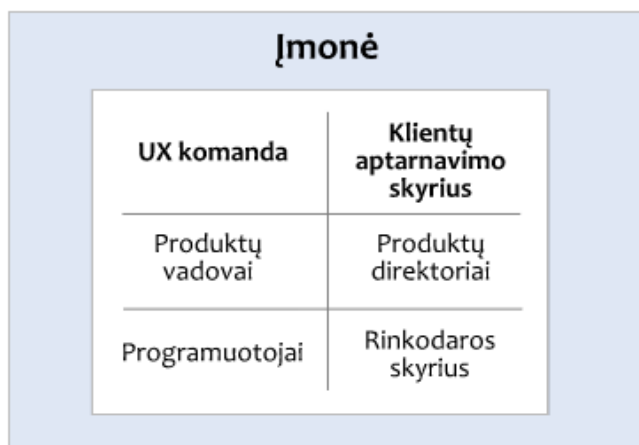 Įmonė
UX komanda
Klientų
aptarnavimo
skyrius
Produktų
vadovai
Produktų
direktoriai
Programuotojai
Rinkodaros
skyrius